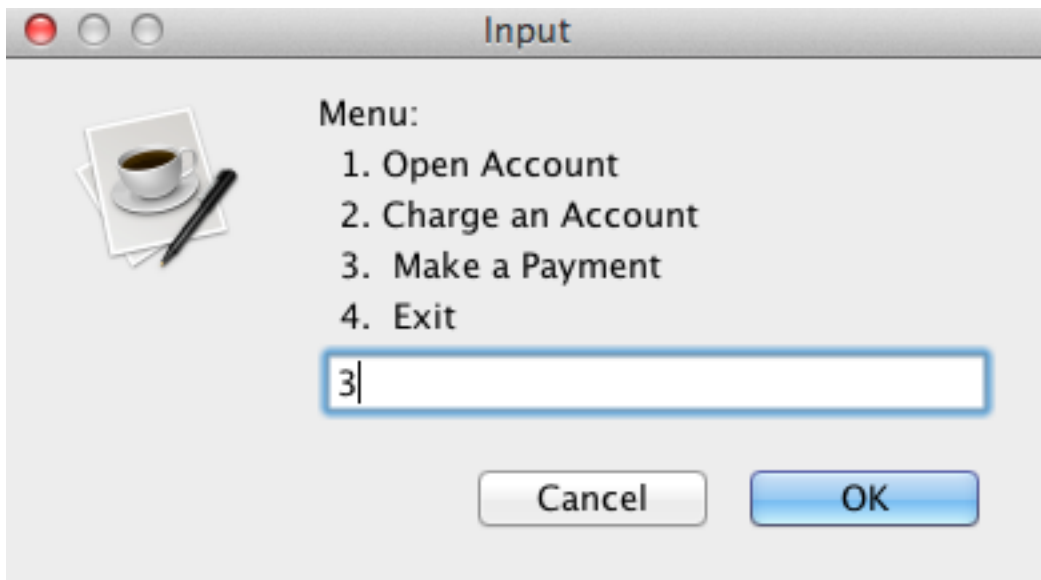 Input
Menu:
1. Open Account
2. Charge an Account
3.  Make a Payment
4.  Exit
3
Cancel OK